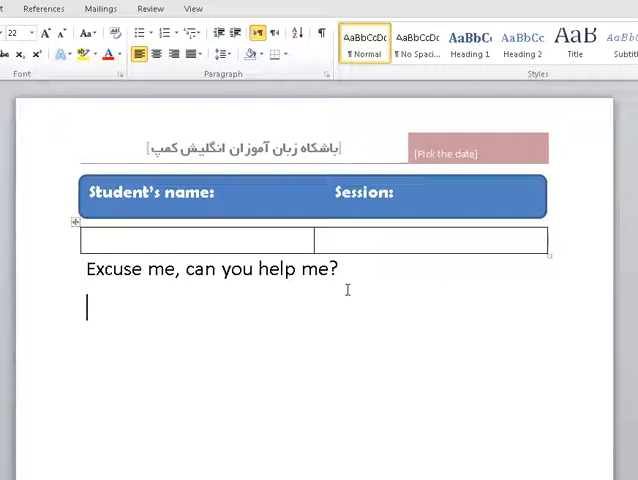 References Mailings Review View
22
AaBbCcDc AaBbCcDc AaBbC AaBbCc AaB AaBbCc
¶ Normal ¶ No Spaci... Heading 1 Heading 2 Title Subtit
Font Paragraph Styles
[باشگاه زبان آموزان انگلیش کمپ]
[Pick the date]
Student's name: Session:
Excuse me, can you help me?